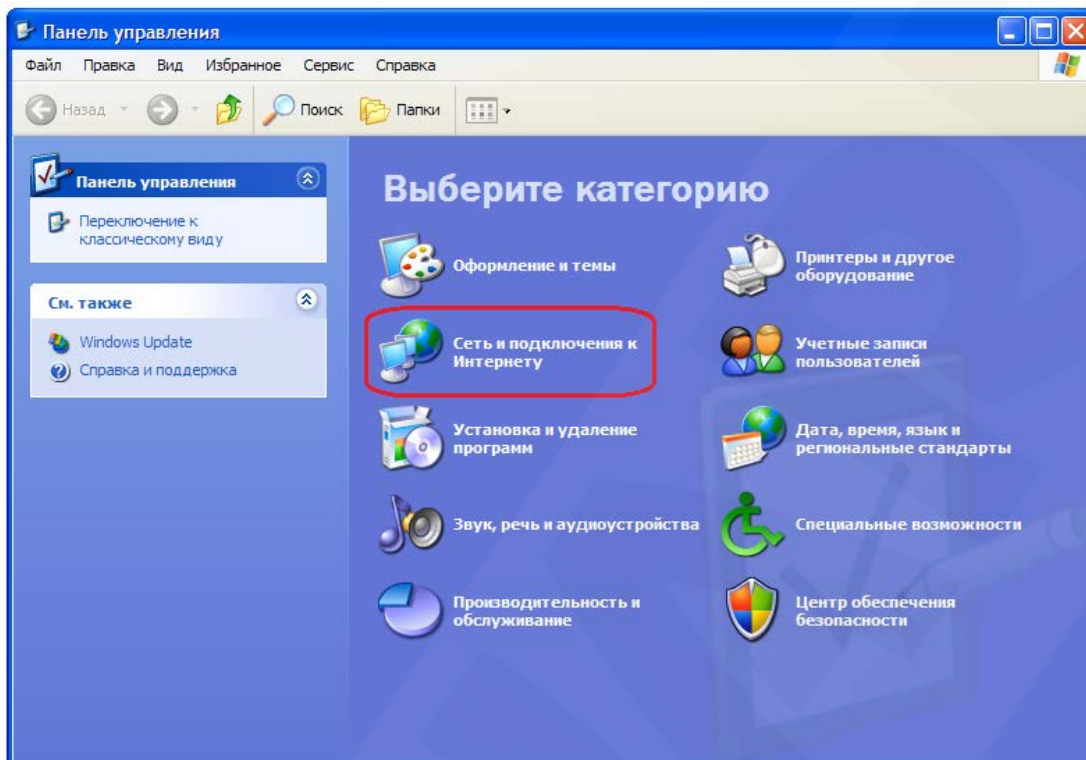 Панель управления
Файл Правка Вид Избранное Сервис Справка
Назад Поиск Папки
Панель управления
Переключение к
классическому виду
См. также
Windows Update
Справка и поддержка
Выберите категорию
Оформление и темы
Принтеры и другое
оборудование
Сеть и подключения к
Интернету
Учетные записи
пользователей
Установка и удаление
программ
Дата, время, язык и
региональные стандарты
Звук, речь и аудиоустройства
Специальные возможности
Производительность и
обслуживание
Центр обеспечения
безопасности